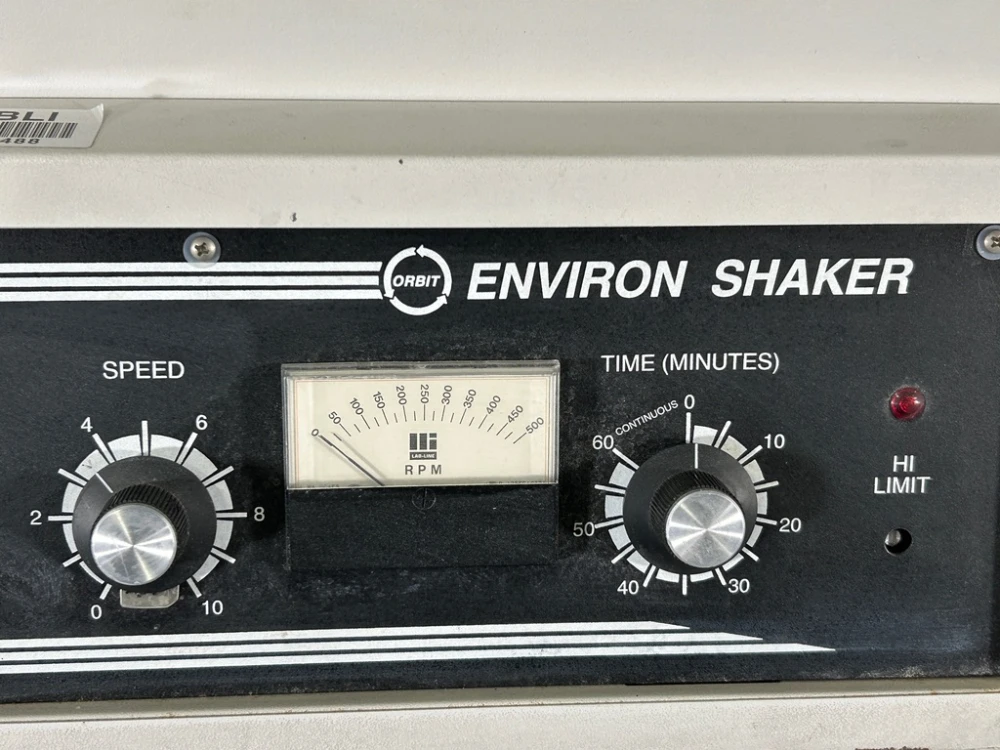 BLI
488
ORBIT
ENVIRON SHAKER
SPEED
0
2
4
6
8
10
0
50
100
150
200
250
300
350
400
450
500
LAB-LINE
RPM
TIME (MINUTES)
CONTINUOUS
0
10
20
30
40
50
60
HI
LIMIT